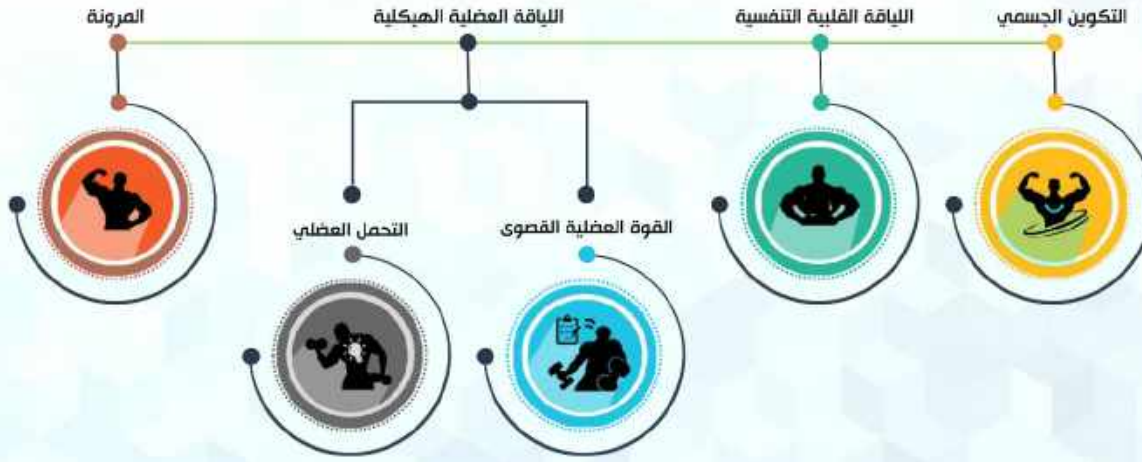 التكوين الجسمي
اللياقة القلبية التنفسية
اللياقة العضلية الهيكلية
المرونة
القوة العضلية القصوى
التحمل العضلي